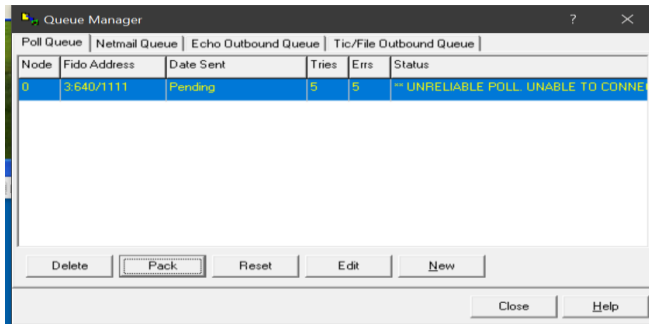 Queue Manager
Poll Queue Netmail Queue Echo Outbound Queue Tic/File Outbound Queue
Node Fido Address Date Sent Tries Errs Status
0 3:640/1111 Pending 5 5 ** UNRELIABLE POLL. UNABLE TO CONNE
Delete Pack Reset Edit New
Close Help